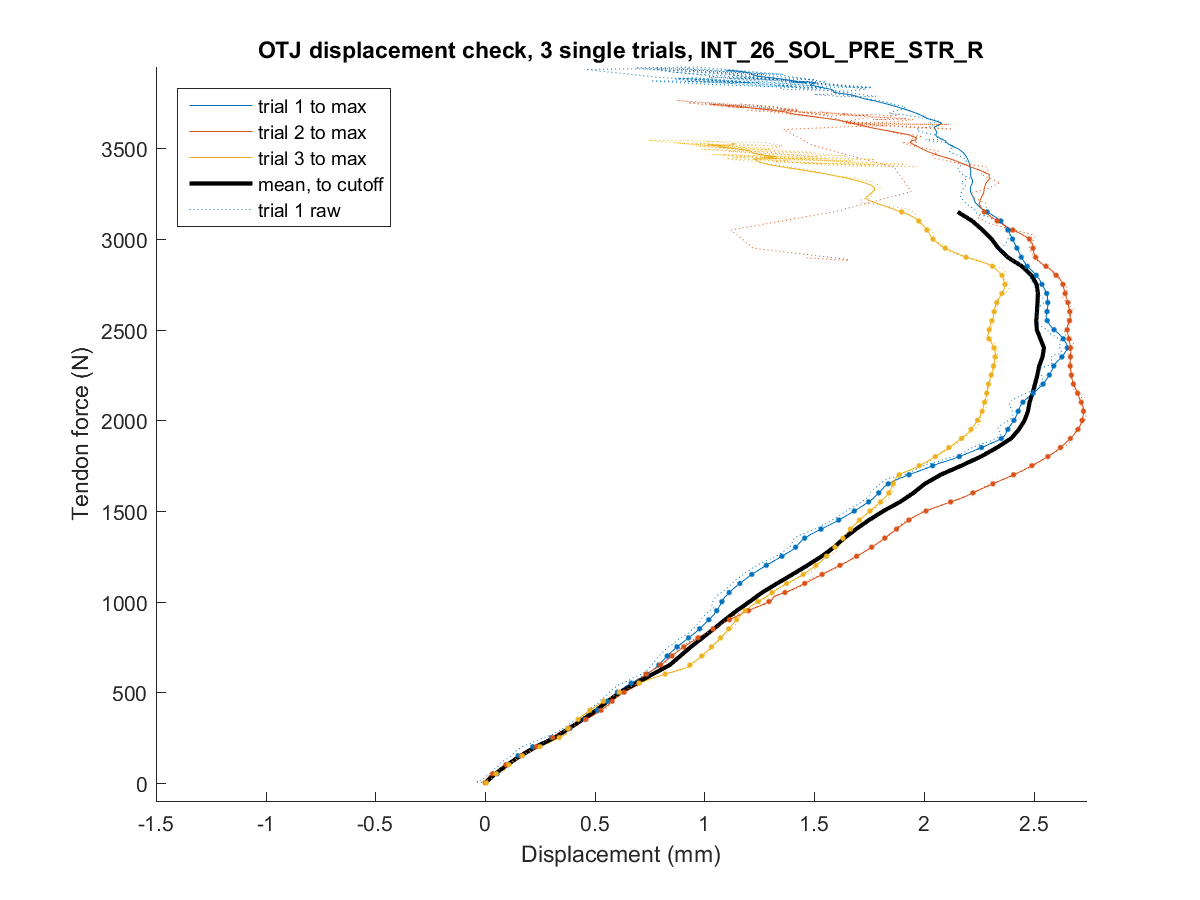 OTJ displacement check, 3 single trials, INT_26_SOL_PRE_STR_R
trial 1 to max
trial 2 to max
trial 3 to max
mean, to cutoff
trial 1 raw
3500
3000
2500
2000
1500
1000
500
0
Tendon force (N)
-1.5
-1
-0.5
0
0.5
1
1.5
2
2.5
Displacement (mm)